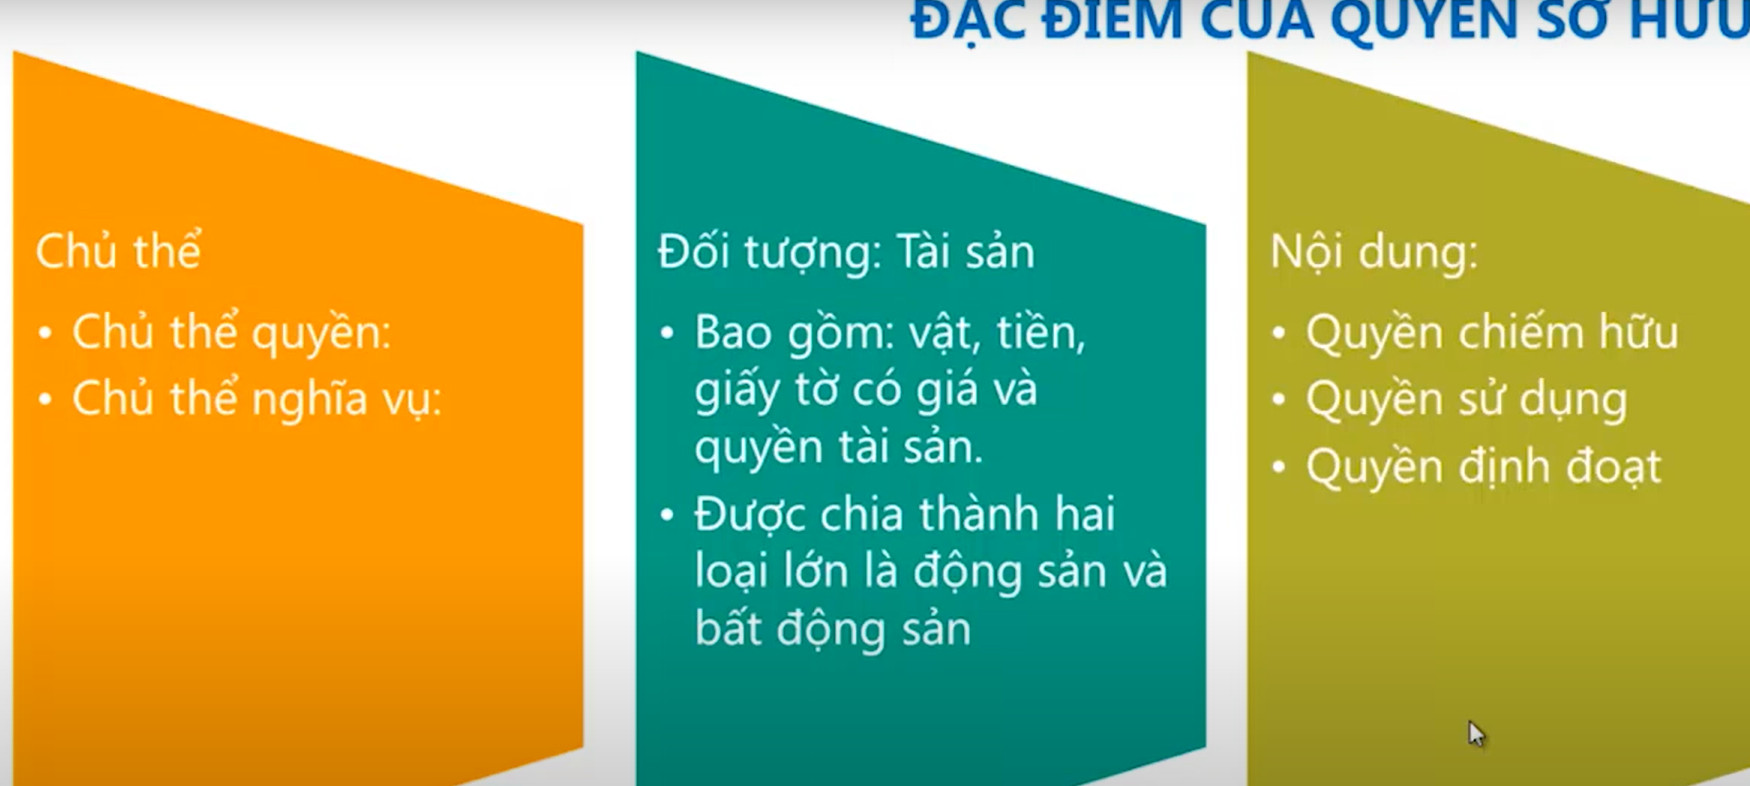 ĐẶC ĐIỂM CỦA QUYỀN SỞ HỮU
Chủ thể
• Chủ thể quyền:
• Chủ thể nghĩa vụ:
Đối tượng: Tài sản
• Bao gồm: vật, tiền,
giấy tờ có giá và
quyền tài sản.
• Được chia thành hai
loại lớn là động sản và
bất động sản
Nội dung:
• Quyền chiếm hữu
• Quyền sử dụng
• Quyền định đoạt